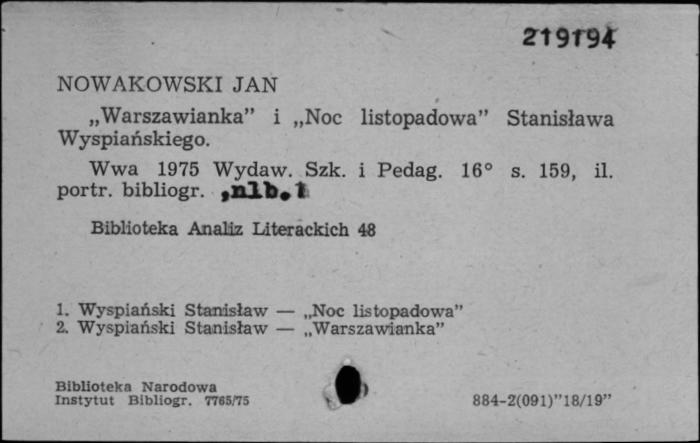 219194
NOWAKOWSKI JAN
„Warszawianka” i „Noc listopadowa” Stanisława
Wyspiańskiego.
Wwa 1975 Wydaw. Szk. i Pedag. 16° s. 159, il.
portr. bibliogr. ,nlb.1
Biblioteka Analiz Literackich 48
1. Wyspiański Stanisław — „Noc listopadowa”
2. Wyspiański Stanisław — „Warszawianka”
Biblioteka Narodowa
Instytut Bibliogr. 7765/75
884-2(091)”18/19”